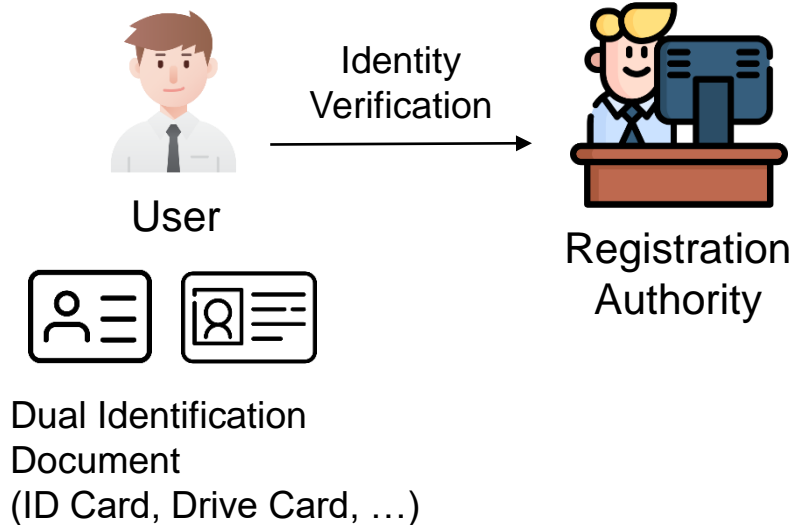 Identity
Verification
User
Registration
Authority
Dual Identification
Document
(ID Card, Drive Card, …)